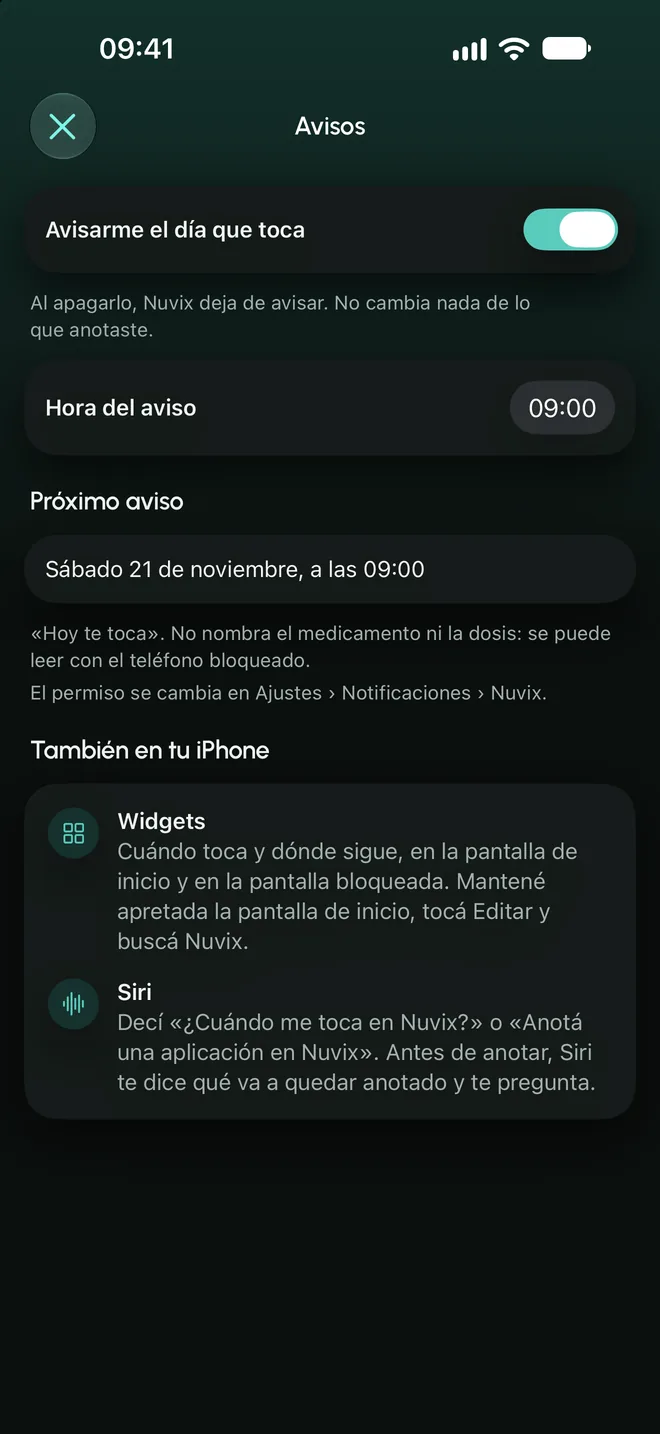 09:41
Avisos
Avisarme el día que toca
Al apagarlo, Nuvix deja de avisar. No cambia nada de lo
que anotaste.
Hora del aviso
09:00
Próximo aviso
Sábado 21 de noviembre, a las 09:00
«Hoy te toca». No nombra el medicamento ni la dosis: se puede
leer con el teléfono bloqueado.
El permiso se cambia en Ajustes › Notificaciones › Nuvix.
También en tu iPhone
Widgets
Cuándo toca y dónde sigue, en la pantalla de
inicio y en la pantalla bloqueada. Mantené
apretada la pantalla de inicio, tocá Editar y
buscá Nuvix.
Siri
Decí «¿Cuándo me toca en Nuvix?» o «Anotá
una aplicación en Nuvix». Antes de anotar, Siri
te dice qué va a quedar anotado y te pregunta.